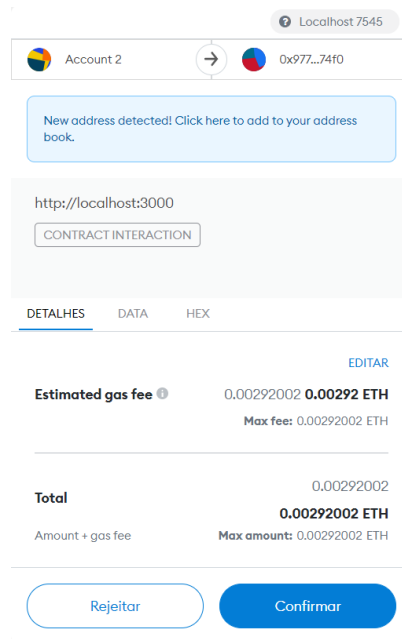 Localhost 7545
Account 2
0x977...74f0
New address detected! Click here to add to your address
book.
http://localhost:3000
CONTRACT INTERACTION
DETALHES DATA HEX
EDITAR
Estimated gas fee 0.00292002 0.00292 ETH
Max fee: 0.00292002 ETH
0.00292002
Total
0.00292002 ETH
Amount + gas fee Max amount: 0.00292002 ETH
Rejeitar Confirmar